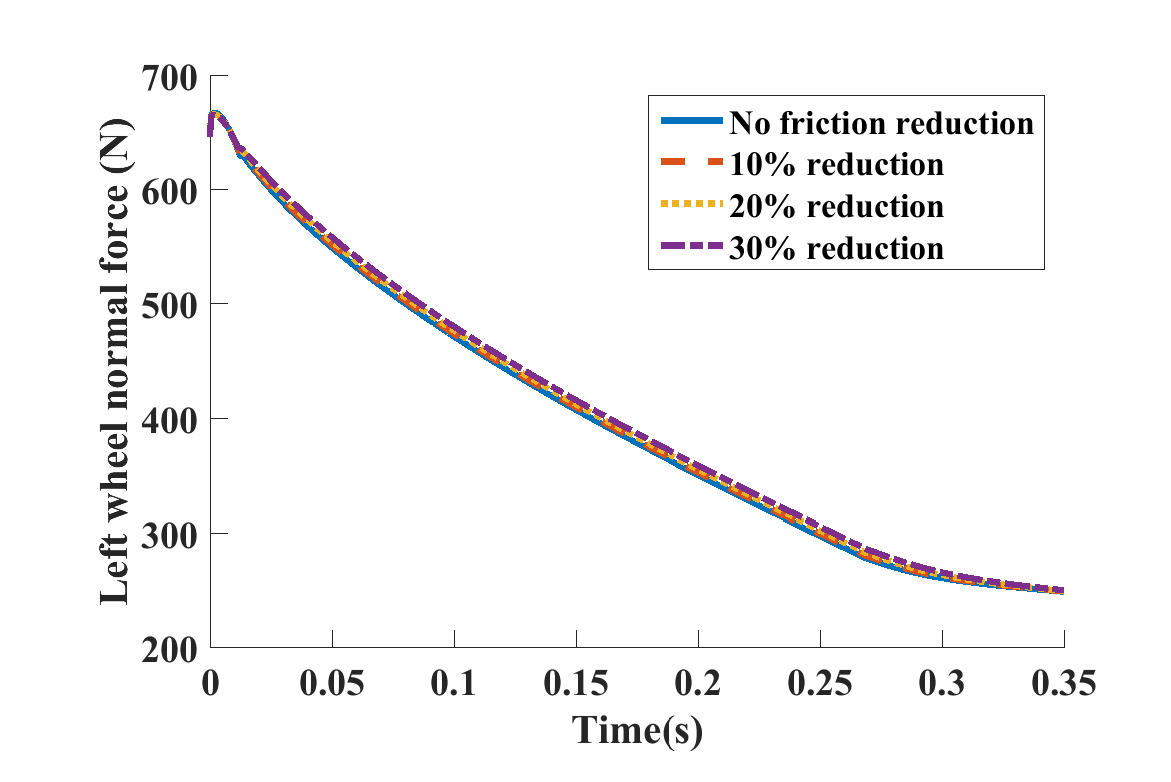 700
600
500
400
300
200
Left wheel normal force (N)
No friction reduction
10% reduction
20% reduction
30% reduction
0
0.05
0.1
0.15
0.2
0.25
0.3
0.35
Time(s)